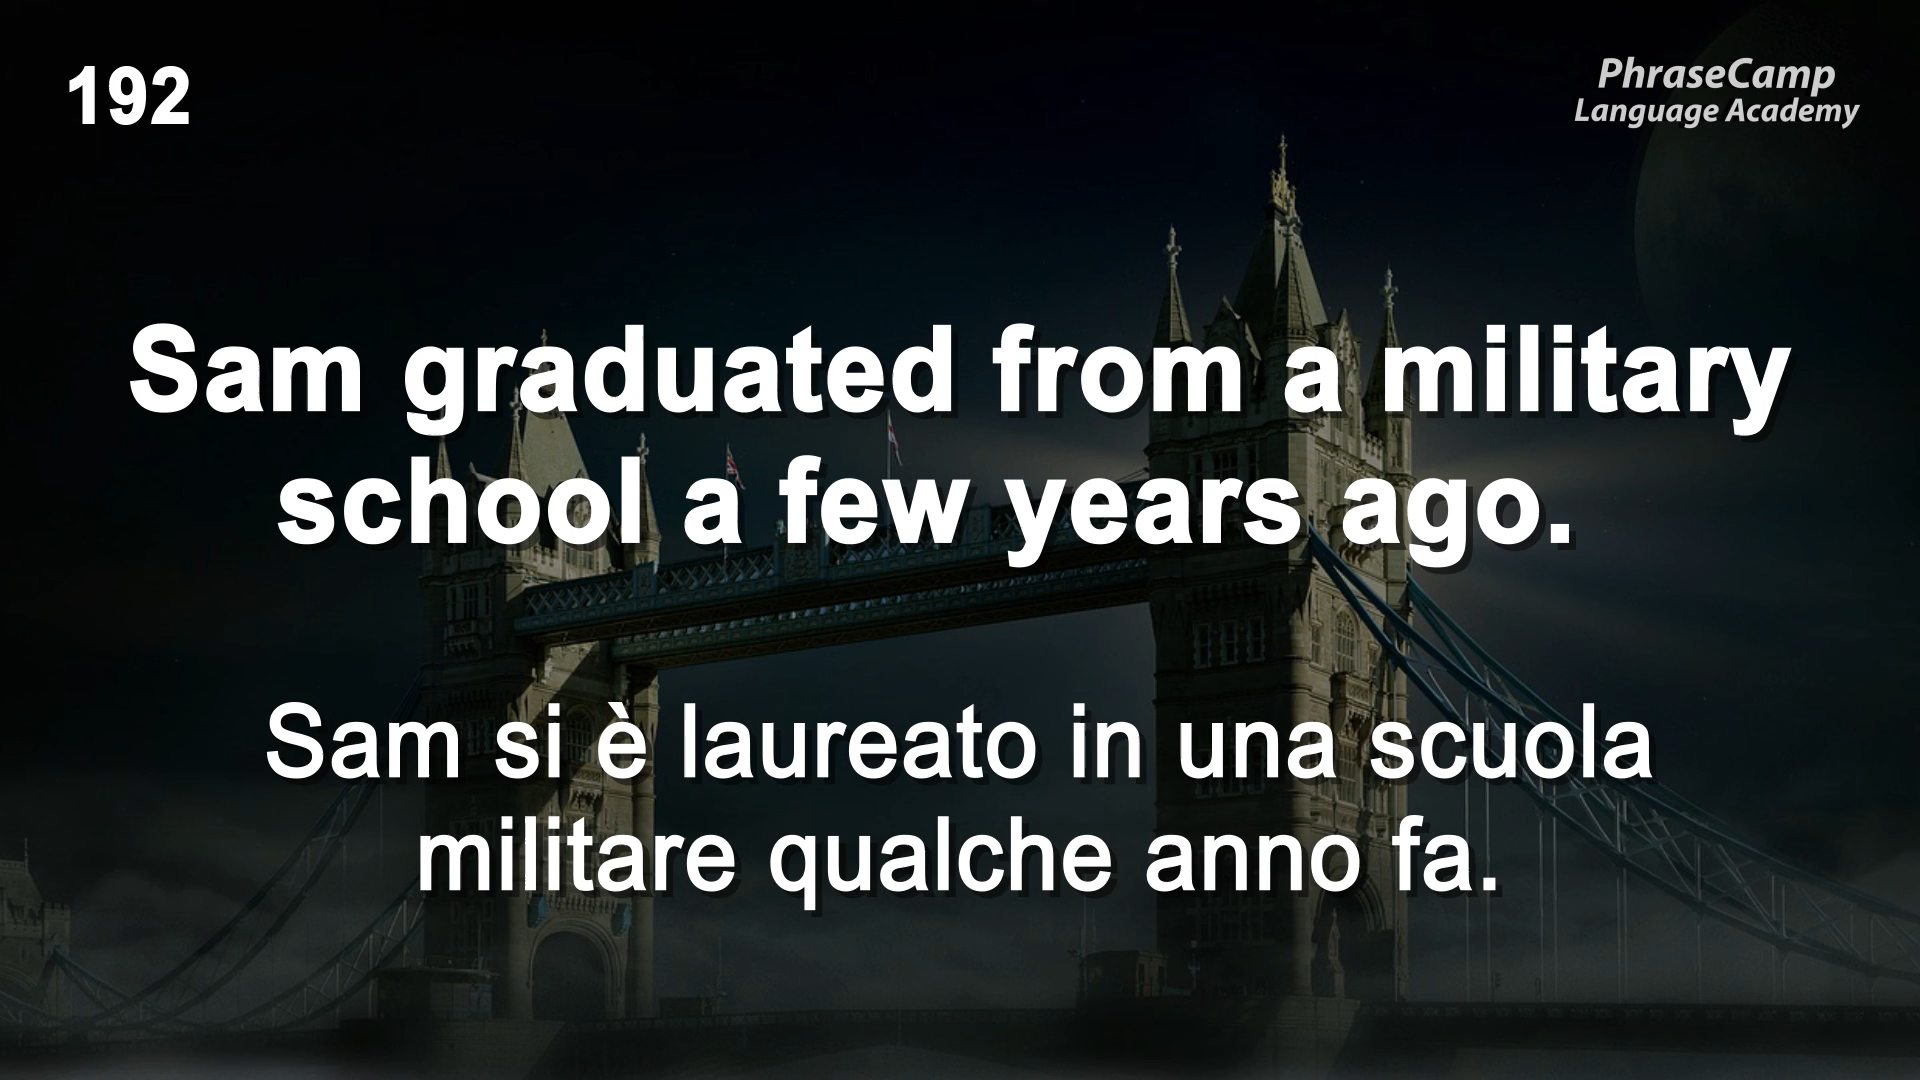 192
PhraseCamp
Language Academy
Sam graduated from a military
school a few years ago.
Sam si è laureato in una scuola
militare qualche anno fa.